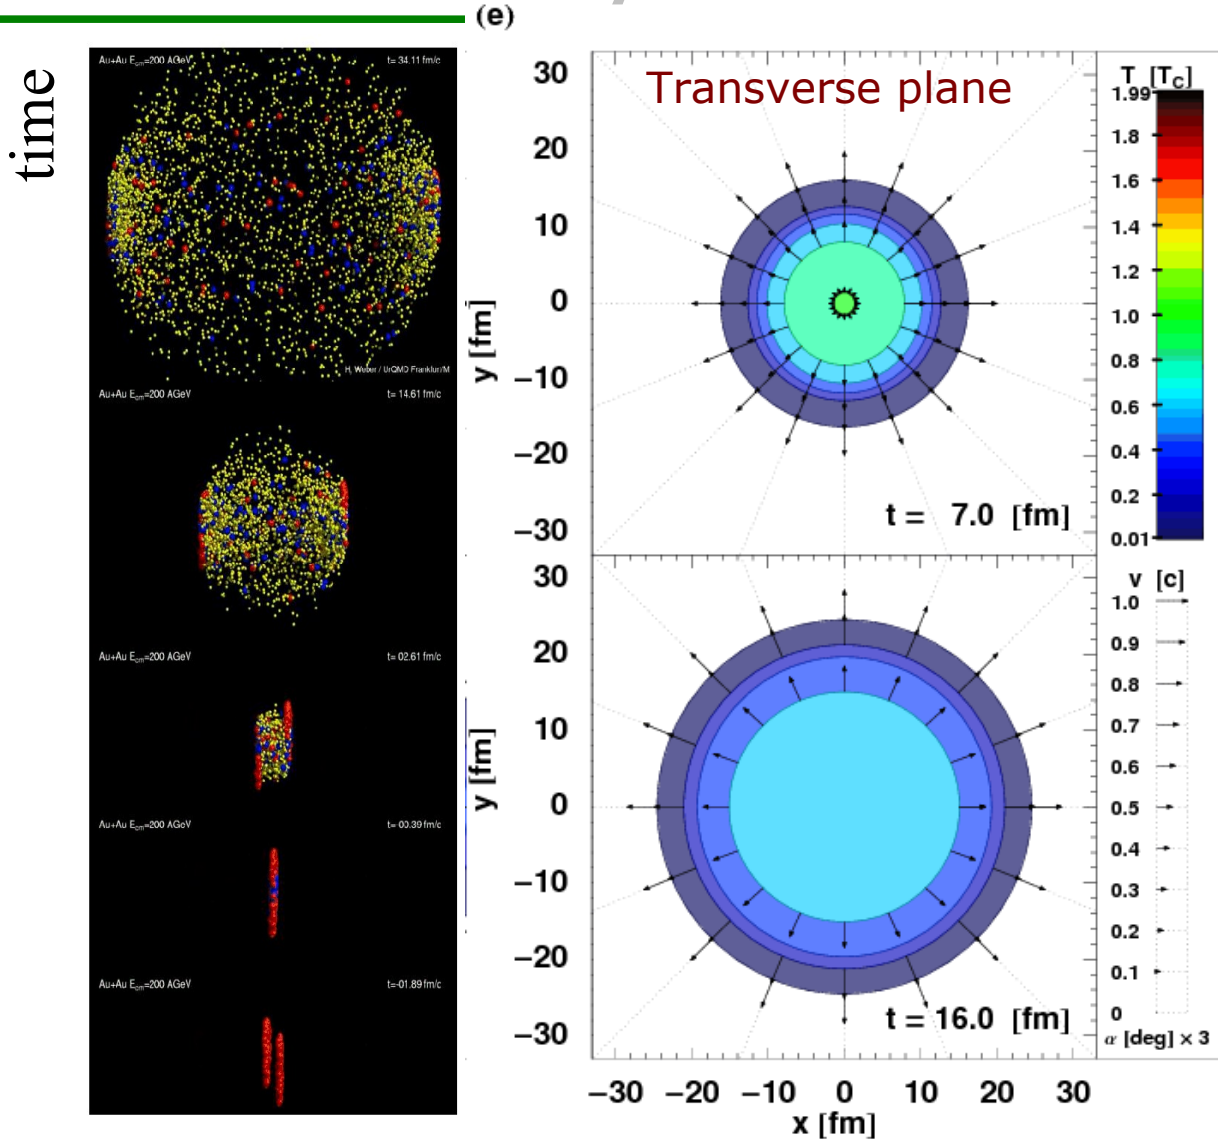 time
Au+Au Ecm=200 AGeV
t= 34.11 fm/c
H. Weber / UrQMD Frankfurt/M
Au+Au Ecm=200 AGeV
t= 14.61 fm/c
Au+Au Ecm=200 AGeV
t= 02.61 fm/c
Au+Au Ecm=200 AGeV
t=-00.39 fm/c
Au+Au Ecm=200 AGeV
t=-01.89 fm/c
(e)
Transverse plane
30
20
10
0
−10
−20
−30
y [fm]
t = 7.0 [fm]
30
20
10
0
−10
−20
−30
y [fm]
t = 16.0 [fm]
−30 −20 −10 0 10 20 30
x [fm]
T [TC]
1.99
1.8
1.6
1.4
1.2
1.0
0.8
0.6
0.4
0.2
0.01
v [c]
1.0
0.9
0.8
0.7
0.6
0.5
0.4
0.3
0.2
0.1
0
α [deg] × 3